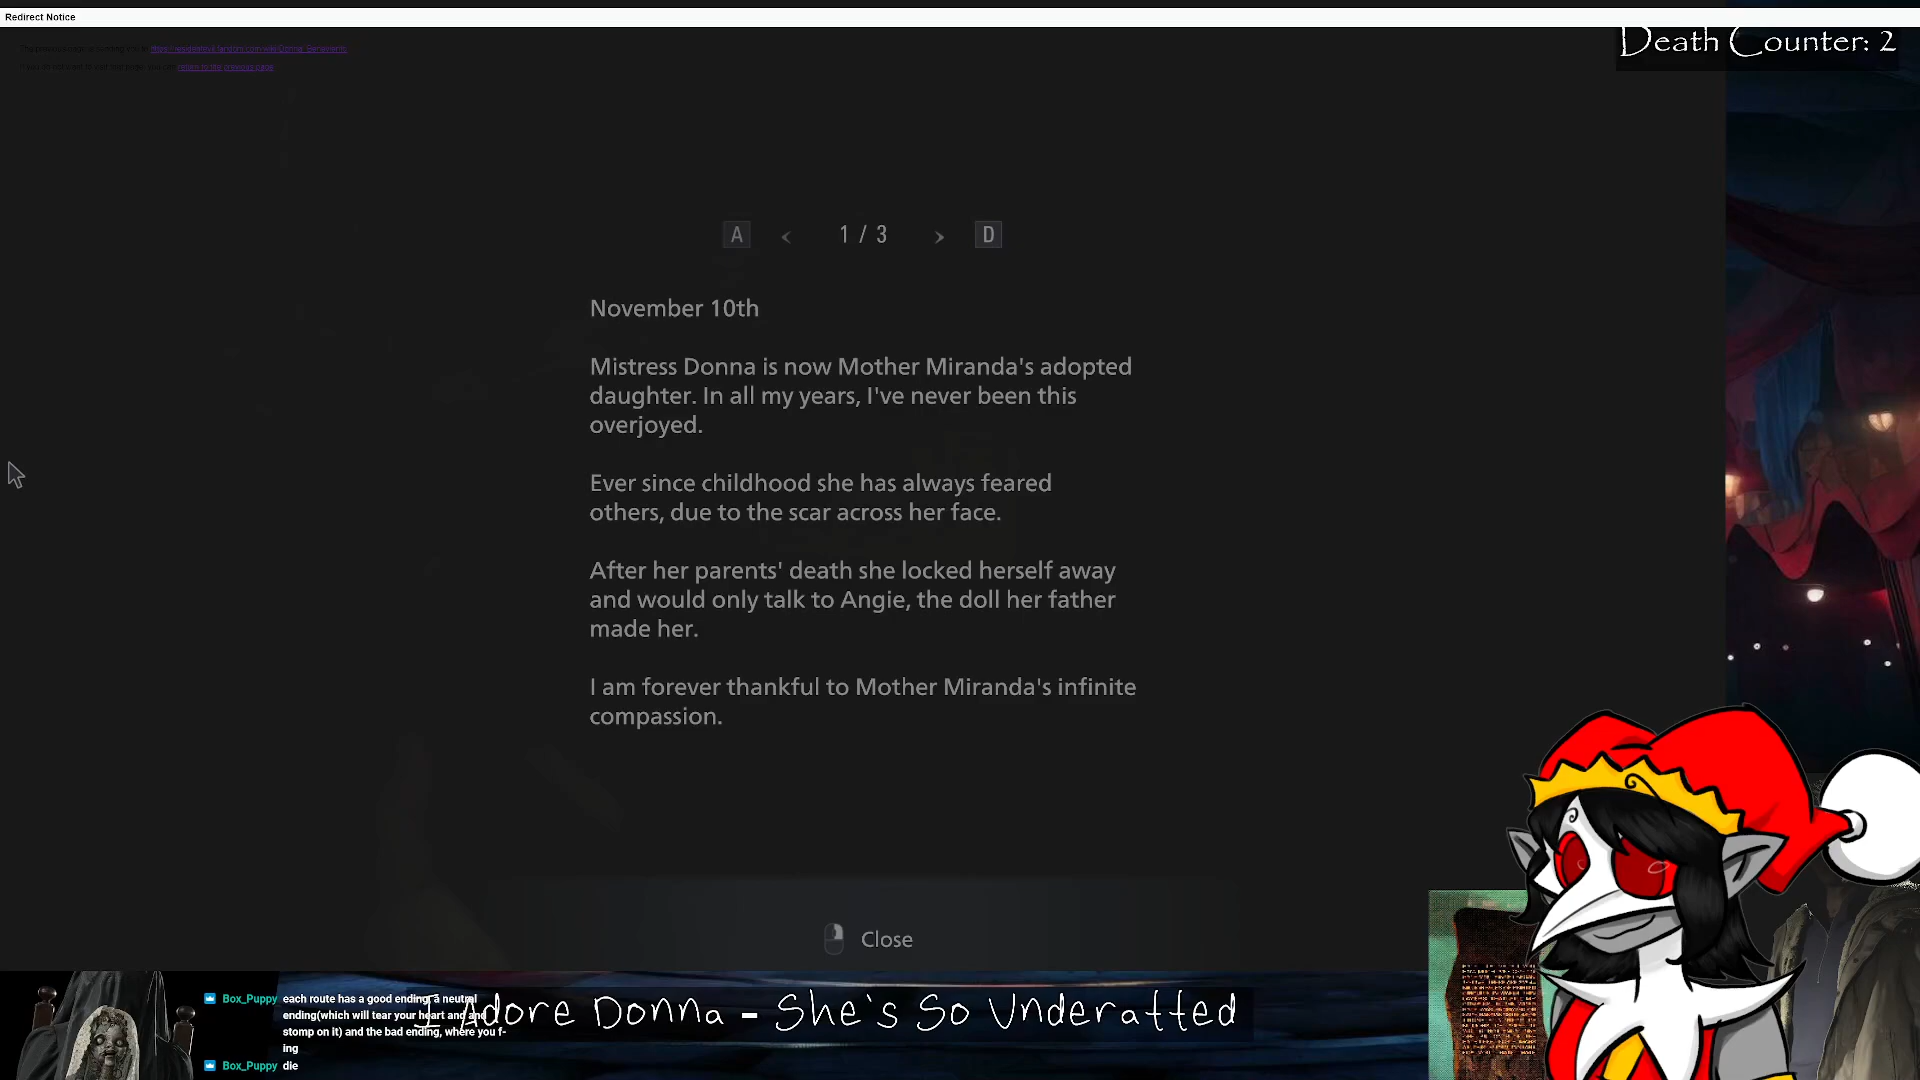 Redirect Notice
Death Counter: 2
A < 1 / 3 > D
November 10th
Mistress Donna is now Mother Miranda's adopted
daughter. In all my years, I've never been this
overjoyed.
Ever since childhood she has always feared
others, due to the scar across her face.
After her parents' death she locked herself away
and would only talk to Angie, the doll her father
made her.
I am forever thankful to Mother Miranda's infinite
compassion.
Close
Box_Puppy each route has a good ending, a neutral
ending(which will tear your heart and and
stomp on it) and the bad ending, where you f-
ing
Box_Puppy die
I Adore Donna - She's So Underatted